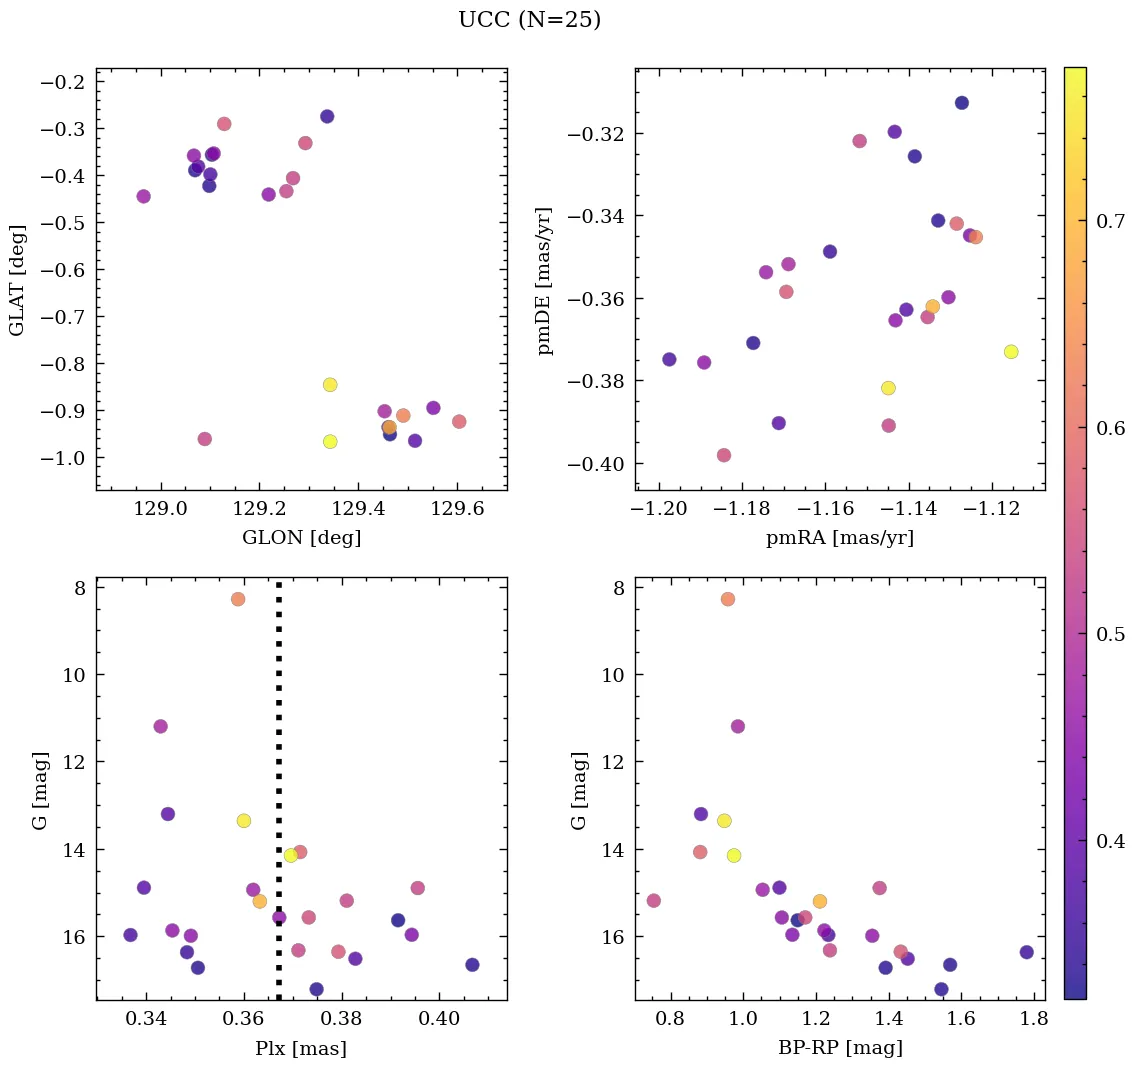 UCC (N=25)
−0.2
−0.3
−0.4
−0.5
−0.6
−0.7
−0.8
−0.9
−1.0
GLAT [deg]
129.0 129.2 129.4 129.6
GLON [deg]
−0.32
−0.34
−0.36
−0.38
−0.40
pmDE [mas/yr]
−1.20 −1.18 −1.16 −1.14 −1.12
pmRA [mas/yr]
0.7
0.6
0.5
0.4
8
10
12
14
16
G [mag]
0.34 0.36 0.38 0.40
Plx [mas]
8
10
12
14
16
G [mag]
0.8 1.0 1.2 1.4 1.6 1.8
BP-RP [mag]